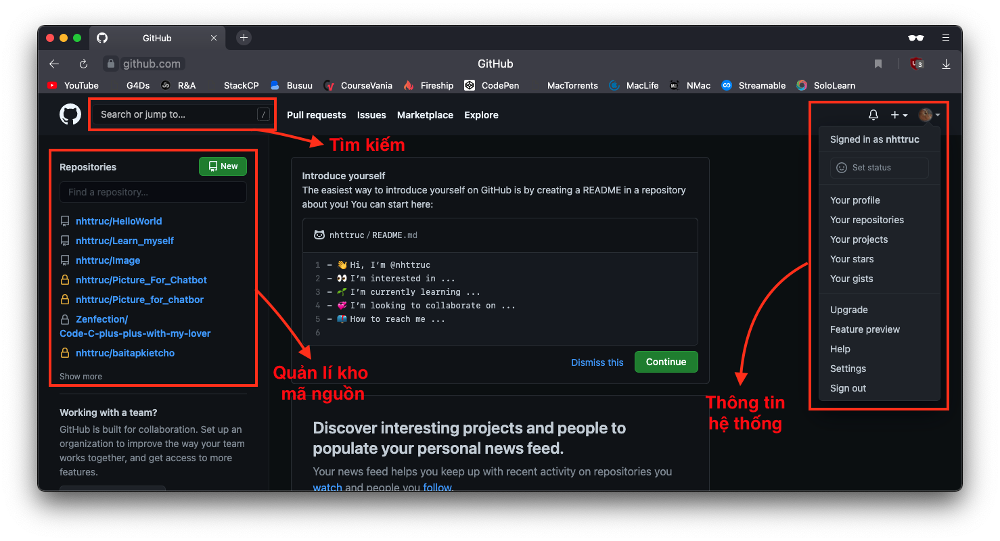 GitHub
github.com
GitHub
3
YouTube G4Ds R&A StackCP Busuu CourseVania Fireship CodePen MacTorrents MacLife NMac Streamable SoloLearn
Search or jump to... /
Pull requests Issues Marketplace Explore
Tìm kiếm
Repositories
New
Find a repository...
nhttruc/HelloWorld
nhttruc/Learn_myself
nhttruc/Image
nhttruc/Picture_For_Chatbot
nhttruc/Picture_for_chatbor
Zenfection/
Code-C-plus-plus-with-my-lover
nhttruc/baitapkietcho
Show more
Quản lí kho
mã nguồn
Working with a team?
GitHub is built for collaboration. Set up an
organization to improve the way your team
works together, and get access to more
features.
Introduce yourself
The easiest way to introduce yourself on GitHub is by creating a README in a repository
about you! You can start here:
nhttruc/README.md
1 - 👋 Hi, I’m @nhttruc
2 - 👀 I’m interested in ...
3 - 🌱 I’m currently learning ...
4 - 💞️ I’m looking to collaborate on ...
5 - 📫 How to reach me ...
6
Dismiss this
Continue
Discover interesting projects and people to
populate your personal news feed.
Your news feed helps you keep up with recent activity on repositories you
watch and people you follow.
Signed in as nhttruc
Set status
Your profile
Your repositories
Your projects
Your stars
Your gists
Upgrade
Feature preview
Help
Settings
Sign out
Thông tin
hệ thống